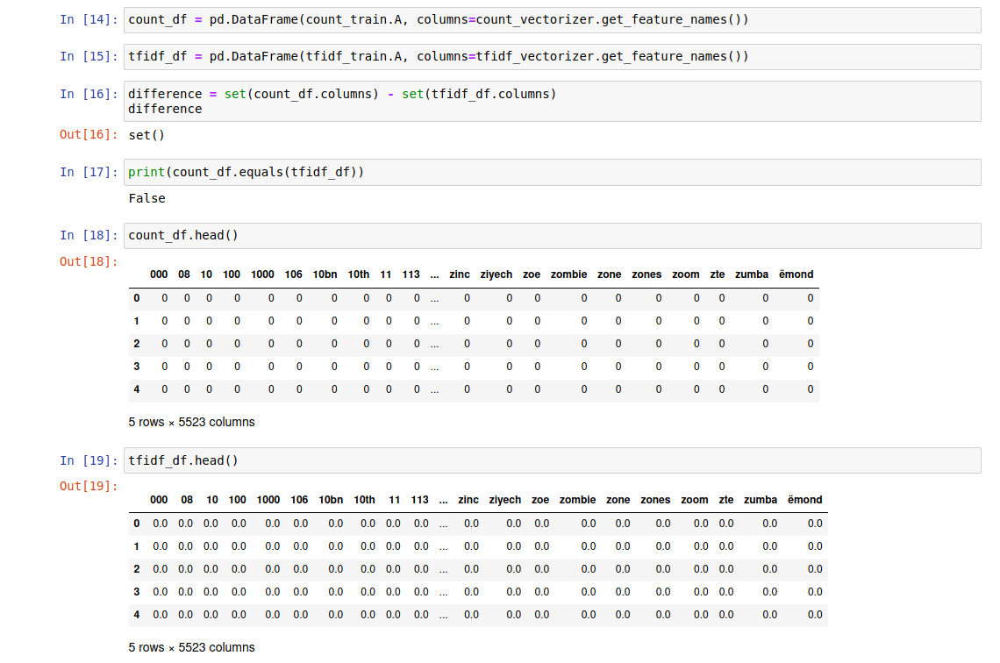 In [14]: count_df = pd.DataFrame(count_train.A, columns=count_vectorizer.get_feature_names())
In [15]: tfidf_df = pd.DataFrame(tfidf_train.A, columns=tfidf_vectorizer.get_feature_names())
In [16]: difference = set(count_df.columns) - set(tfidf_df.columns)
difference
Out[16]: set()
In [17]: print(count_df.equals(tfidf_df))
False
In [18]: count_df.head()
Out[18]:
000 08 10 100 1000 106 10bn 10th 11 113 ... zinc ziyech zoe zombie zone zones zoom zte zumba ëmond
0 0 0 0 0 0 0 0 0 0 0 ... 0 0 0 0 0 0 0 0 0 0
1 0 0 0 0 0 0 0 0 0 0 ... 0 0 0 0 0 0 0 0 0 0
2 0 0 0 0 0 0 0 0 0 0 ... 0 0 0 0 0 0 0 0 0 0
3 0 0 0 0 0 0 0 0 0 0 ... 0 0 0 0 0 0 0 0 0 0
4 0 0 0 0 0 0 0 0 0 0 ... 0 0 0 0 0 0 0 0 0 0
5 rows × 5523 columns
In [19]: tfidf_df.head()
Out[19]:
000 08 10 100 1000 106 10bn 10th 11 113 ... zinc ziyech zoe zombie zone zones zoom zte zumba ëmond
0 0.0 0.0 0.0 0.0 0.0 0.0 0.0 0.0 0.0 0.0 ... 0.0 0.0 0.0 0.0 0.0 0.0 0.0 0.0 0.0 0.0
1 0.0 0.0 0.0 0.0 0.0 0.0 0.0 0.0 0.0 0.0 ... 0.0 0.0 0.0 0.0 0.0 0.0 0.0 0.0 0.0 0.0
2 0.0 0.0 0.0 0.0 0.0 0.0 0.0 0.0 0.0 0.0 ... 0.0 0.0 0.0 0.0 0.0 0.0 0.0 0.0 0.0 0.0
3 0.0 0.0 0.0 0.0 0.0 0.0 0.0 0.0 0.0 0.0 ... 0.0 0.0 0.0 0.0 0.0 0.0 0.0 0.0 0.0 0.0
4 0.0 0.0 0.0 0.0 0.0 0.0 0.0 0.0 0.0 0.0 ... 0.0 0.0 0.0 0.0 0.0 0.0 0.0 0.0 0.0 0.0
5 rows × 5523 columns